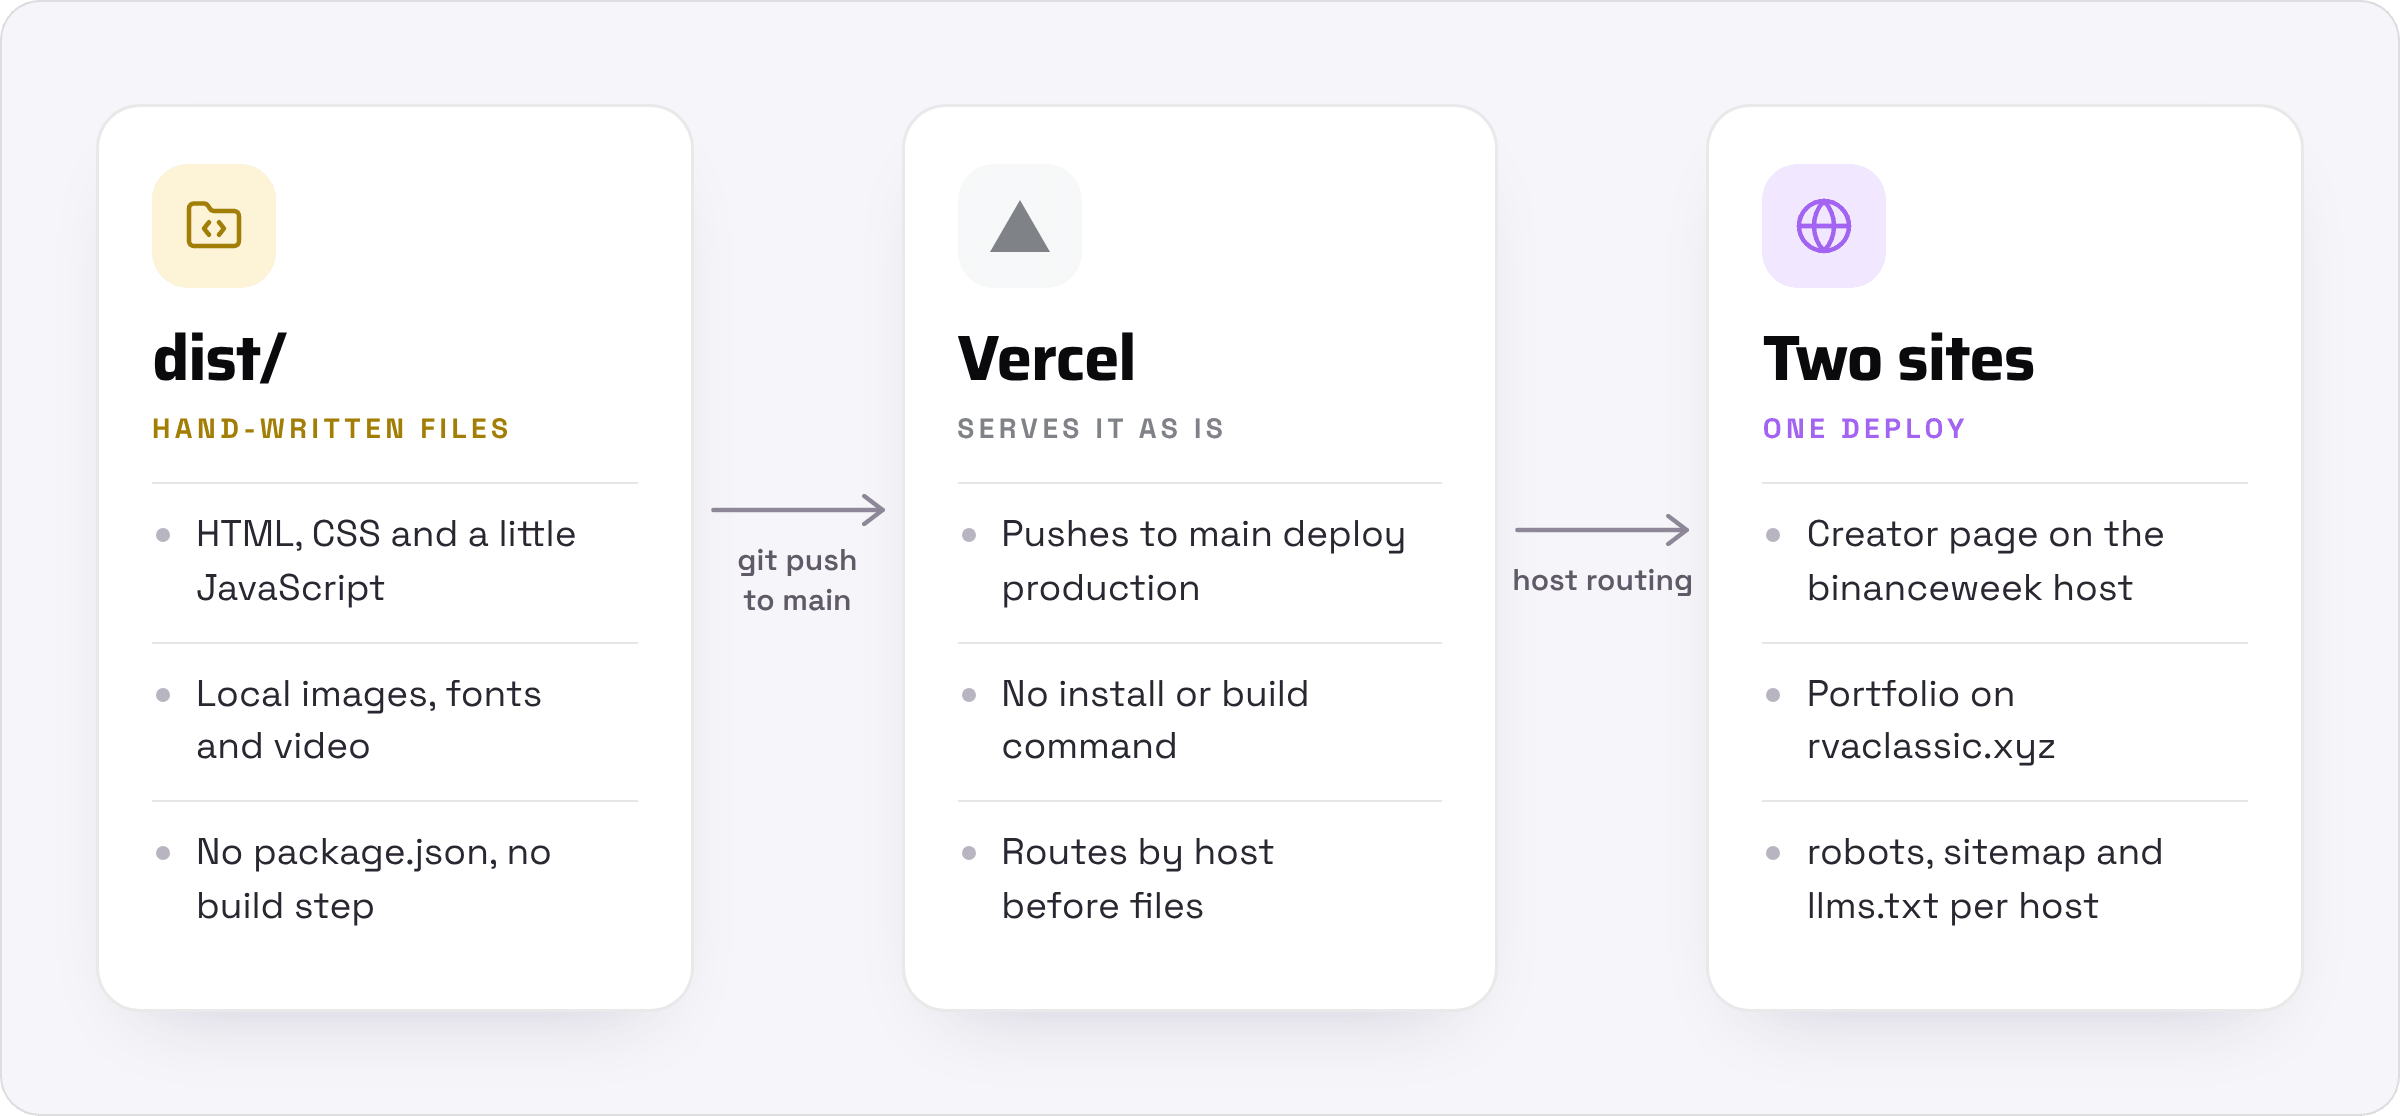 dist/
HAND-WRITTEN FILES
HTML, CSS and a little
JavaScript
Local images, fonts
and video
No package.json, no
build step
git push
to main
Vercel
SERVES IT AS IS
Pushes to main deploy
production
No install or build
command
Routes by host
before files
host routing
Two sites
ONE DEPLOY
Creator page on the
binanceweek host
Portfolio on
rvaclassic.xyz
robots, sitemap and
llms.txt per host